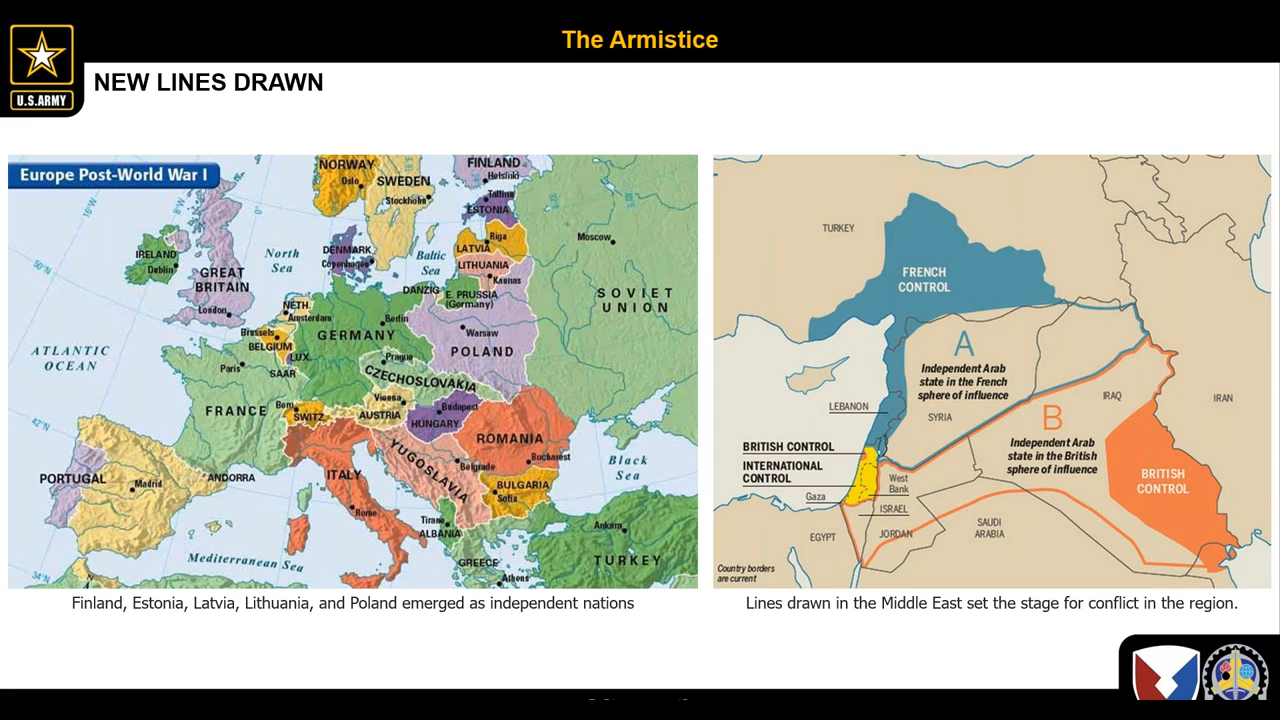 The Armistice
U.S.ARMY
NEW LINES DRAWN
Europe Post-World War I
NORWAY
Oslo
SWEDEN
Stockholm
FINLAND
Helsinki
Tallinn
ESTONIA
Riga
LATVIA
LITHUANIA
Kaunas
Moscow
SOVIET
UNION
IRELAND
Dublin
GREAT
BRITAIN
London
North
Sea
DENMARK
Copenhagen
Baltic
Sea
DANZIG
E. PRUSSIA
(Germany)
NETH.
Amsterdam
Berlin
GERMANY
Warsaw
POLAND
Brussels
BELGIUM
LUX.
SAAR
Paris
Prague
CZECHOSLOVAKIA
ATLANTIC
OCEAN
FRANCE
Bern
SWITZ.
Vienna
AUSTRIA
Budapest
HUNGARY
ROMANIA
Bucharest
YUGOSLAVIA
Belgrade
Black
Sea
PORTUGAL
Madrid
ANDORRA
ITALY
Rome
BULGARIA
Sofia
Tirane
ALBANIA
GREECE
Athens
Ankara
TURKEY
Mediterranean Sea
16°W
8°W
0°
50°N
42°N
34°N
TURKEY
FRENCH
CONTROL
A
Independent Arab
state in the French
sphere of influence
SYRIA
LEBANON
B
Independent Arab
state in the British
sphere of influence
IRAQ
IRAN
BRITISH
CONTROL
BRITISH CONTROL
INTERNATIONAL
CONTROL
Gaza
West
Bank
ISRAEL
JORDAN
EGYPT
SAUDI
ARABIA
Country borders
are current
Finland, Estonia, Latvia, Lithuania, and Poland emerged as independent nations
Lines drawn in the Middle East set the stage for conflict in the region.